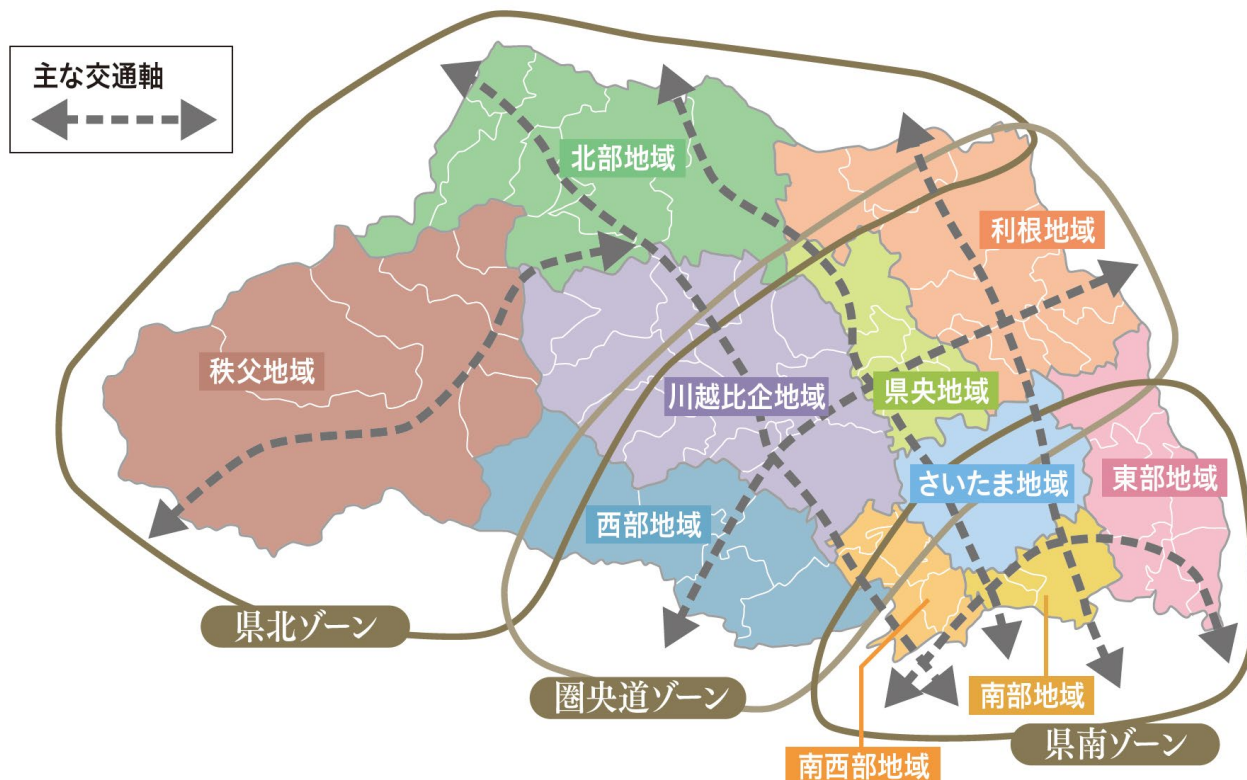 主な交通軸
北部地域
利根地域
秩父地域
川越比企地域
県央地域
さいたま地域
東部地域
西部地域
県北ゾーン
圏央道ゾーン
南部地域
県南ゾーン
南西部地域